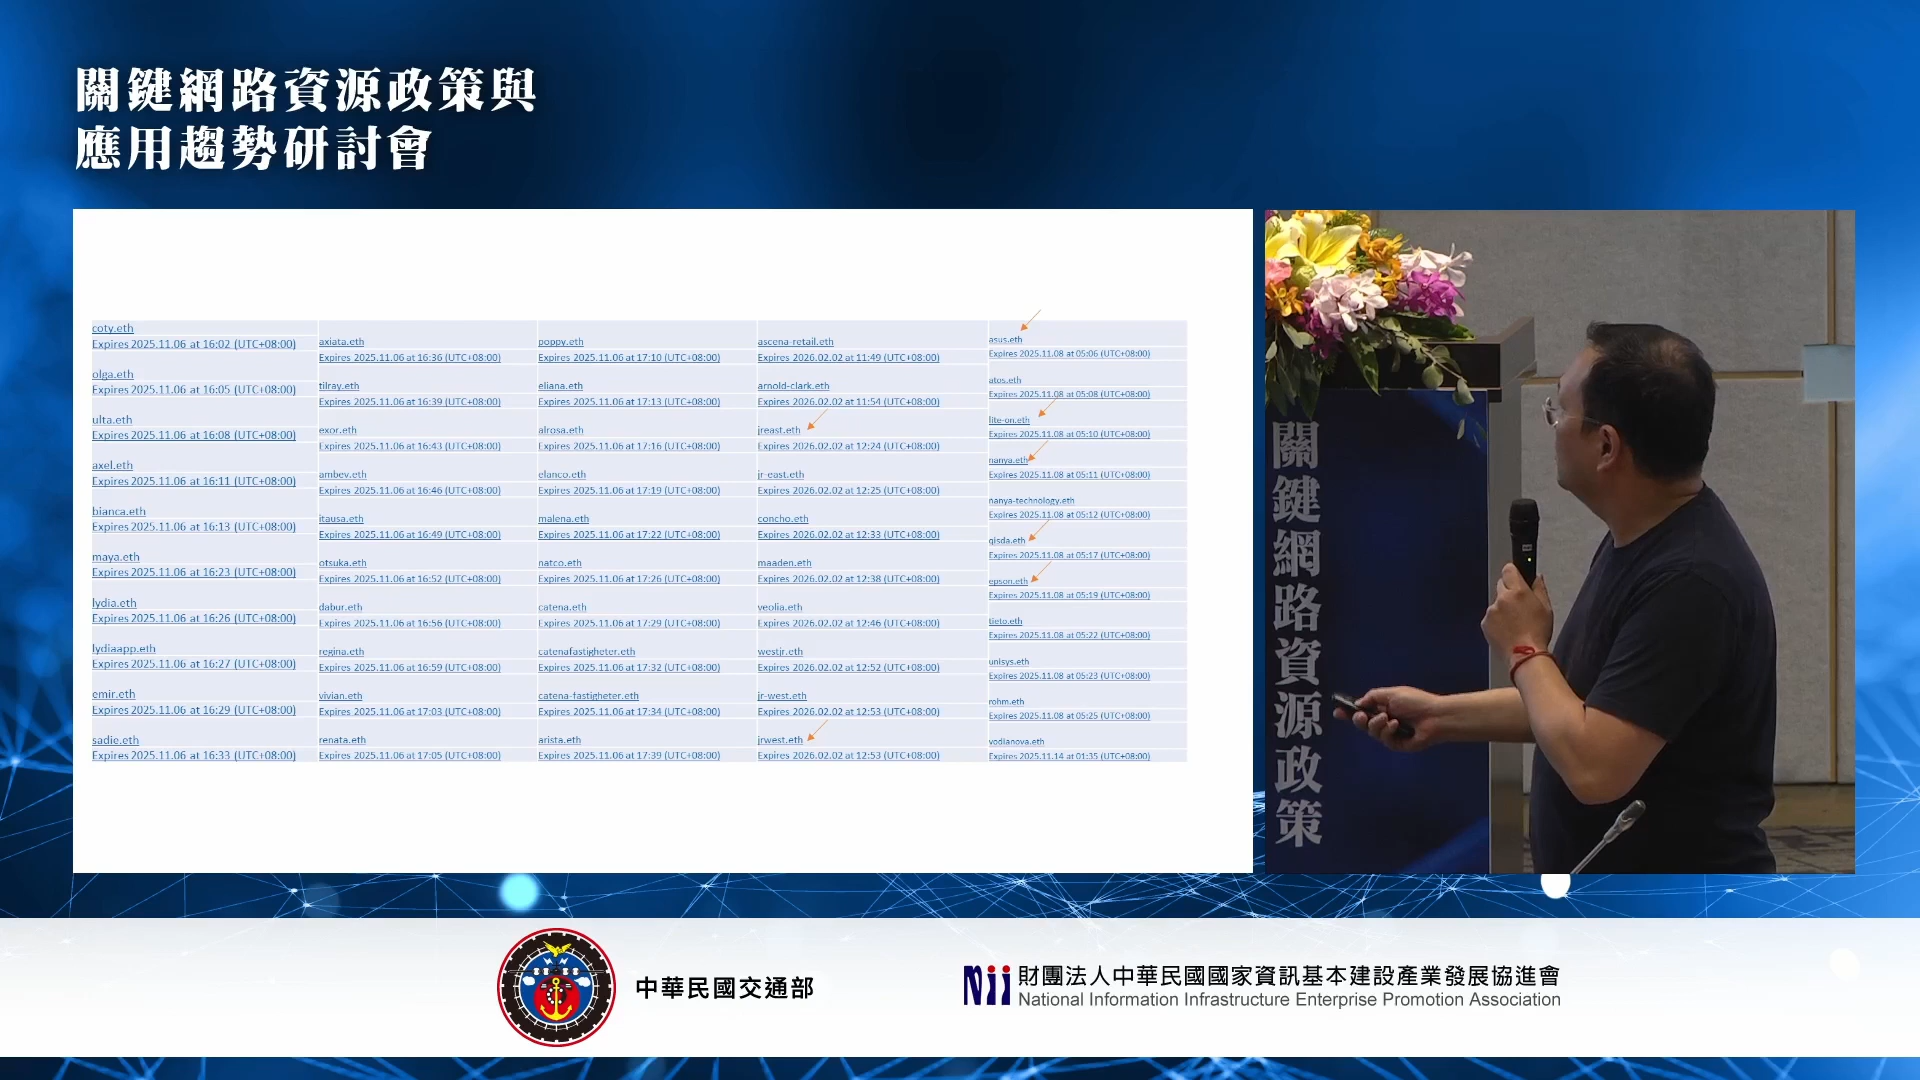 關鍵網路資源政策與
應用趨勢研討會
coty.eth
Expires 2025.11.06 at 16:02 (UTC+08:00)
olga.eth
Expires 2025.11.06 at 16:05 (UTC+08:00)
ulta.eth
Expires 2025.11.06 at 16:08 (UTC+08:00)
axel.eth
Expires 2025.11.06 at 16:11 (UTC+08:00)
bianca.eth
Expires 2025.11.06 at 16:13 (UTC+08:00)
maya.eth
Expires 2025.11.06 at 16:23 (UTC+08:00)
lydia.eth
Expires 2025.11.06 at 16:26 (UTC+08:00)
lydiaapp.eth
Expires 2025.11.06 at 16:27 (UTC+08:00)
emir.eth
Expires 2025.11.06 at 16:29 (UTC+08:00)
sadie.eth
Expires 2025.11.06 at 16:33 (UTC+08:00)
axiata.eth
Expires 2025.11.06 at 16:36 (UTC+08:00)
tilray.eth
Expires 2025.11.06 at 16:39 (UTC+08:00)
exor.eth
Expires 2025.11.06 at 16:43 (UTC+08:00)
ambev.eth
Expires 2025.11.06 at 16:46 (UTC+08:00)
itausa.eth
Expires 2025.11.06 at 16:49 (UTC+08:00)
otsuka.eth
Expires 2025.11.06 at 16:52 (UTC+08:00)
dabur.eth
Expires 2025.11.06 at 16:56 (UTC+08:00)
regina.eth
Expires 2025.11.06 at 16:59 (UTC+08:00)
vivian.eth
Expires 2025.11.06 at 17:03 (UTC+08:00)
renata.eth
Expires 2025.11.06 at 17:05 (UTC+08:00)
poppy.eth
Expires 2025.11.06 at 17:10 (UTC+08:00)
eliana.eth
Expires 2025.11.06 at 17:13 (UTC+08:00)
alrosa.eth
Expires 2025.11.06 at 17:16 (UTC+08:00)
elanco.eth
Expires 2025.11.06 at 17:19 (UTC+08:00)
malena.eth
Expires 2025.11.06 at 17:22 (UTC+08:00)
natco.eth
Expires 2025.11.06 at 17:26 (UTC+08:00)
catena.eth
Expires 2025.11.06 at 17:29 (UTC+08:00)
catenafastigheter.eth
Expires 2025.11.06 at 17:32 (UTC+08:00)
catena-fastigheter.eth
Expires 2025.11.06 at 17:34 (UTC+08:00)
arista.eth
Expires 2025.11.06 at 17:39 (UTC+08:00)
ascena-retail.eth
Expires 2026.02.02 at 11:49 (UTC+08:00)
arnold-clark.eth
Expires 2026.02.02 at 11:54 (UTC+08:00)
jreast.eth
Expires 2026.02.02 at 12:24 (UTC+08:00)
jr-east.eth
Expires 2026.02.02 at 12:25 (UTC+08:00)
concho.eth
Expires 2026.02.02 at 12:33 (UTC+08:00)
maaden.eth
Expires 2026.02.02 at 12:38 (UTC+08:00)
veolia.eth
Expires 2026.02.02 at 12:46 (UTC+08:00)
westjr.eth
Expires 2026.02.02 at 12:52 (UTC+08:00)
jr-west.eth
Expires 2026.02.02 at 12:53 (UTC+08:00)
jrwest.eth
Expires 2026.02.02 at 12:53 (UTC+08:00)
asus.eth
Expires 2025.11.08 at 05:06 (UTC+08:00)
atos.eth
Expires 2025.11.08 at 05:08 (UTC+08:00)
lite-on.eth
Expires 2025.11.08 at 05:10 (UTC+08:00)
nanya.eth
Expires 2025.11.08 at 05:11 (UTC+08:00)
nanya-technology.eth
Expires 2025.11.08 at 05:12 (UTC+08:00)
qisda.eth
Expires 2025.11.08 at 05:17 (UTC+08:00)
epson.eth
Expires 2025.11.08 at 05:19 (UTC+08:00)
tieto.eth
Expires 2025.11.08 at 05:22 (UTC+08:00)
unisys.eth
Expires 2025.11.08 at 05:23 (UTC+08:00)
rohm.eth
Expires 2025.11.08 at 05:25 (UTC+08:00)
vodianova.eth
Expires 2025.11.14 at 01:35 (UTC+08:00)
關鍵網路資源政策
中華民國交通部
nii
財團法人中華民國國家資訊基本建設產業發展協進會
National Information Infrastructure Enterprise Promotion Association